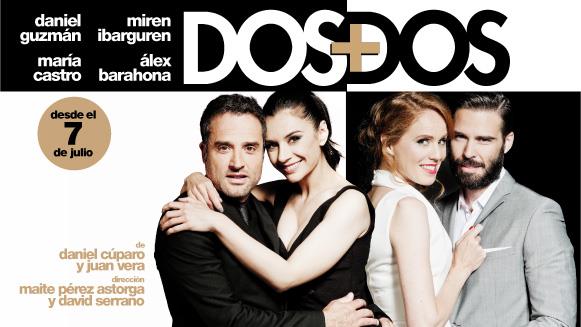 daniel guzmán
miren ibarguren
maría castro
álex barahona
DOS+DOS
desde el
7
de julio
de
daniel cúparo
y juan vera
dirección
maite pérez astorga
y david serrano